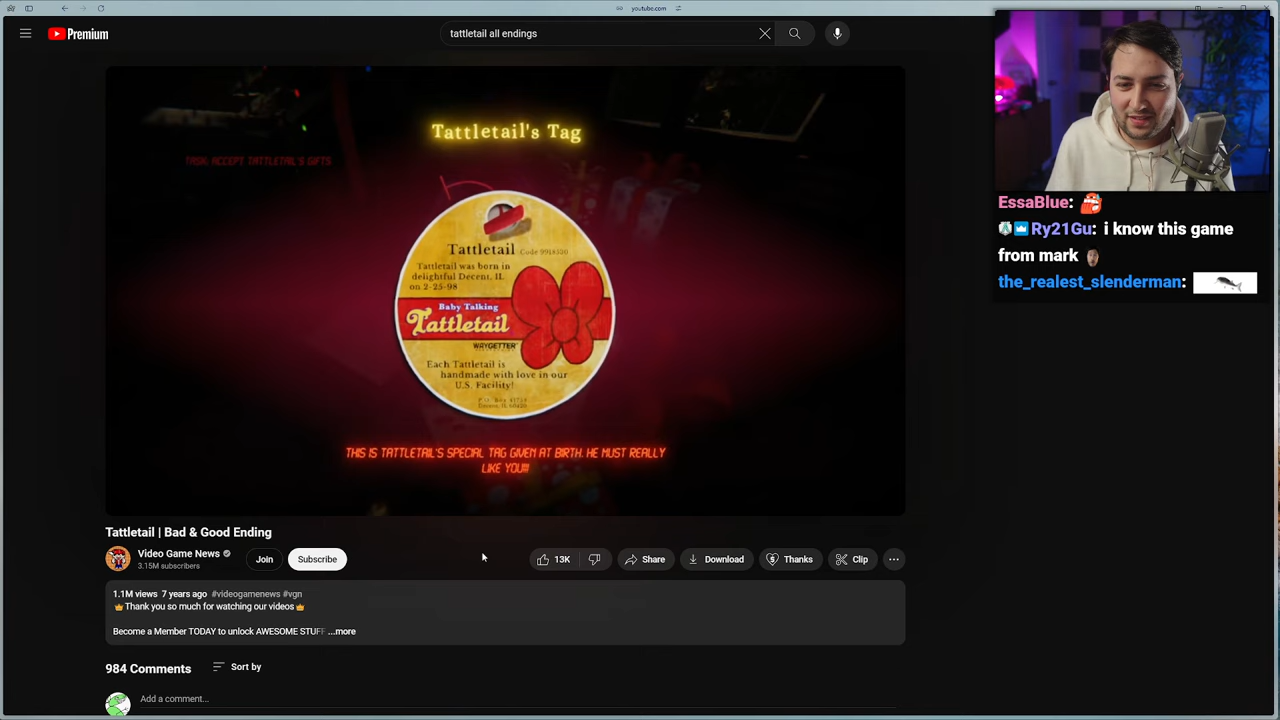 youtube.com
Premium
tattletail all endings
Tattletail's Tag
TASK: ACCEPT TATTLETAIL'S GIFTS
Tattletail Code 9918550
Tattletail was born in
delightful Decent, IL
on 2-25-98
Baby Talking
Tattletail
WAYGETTER
Each Tattletail is
handmade with love in our
U.S. Facility!
THIS IS TATTLETAIL'S SPECIAL TAG GIVEN AT BIRTH. HE MUST REALLY
LIKE YOU!!!
EssaBlue:
Ry21Gu: i know this game
from mark
the_realest_slenderman:
Tattletail | Bad & Good Ending
Video Game News
3.15M subscribers
Join
Subscribe
13K
Share
Download
Thanks
Clip
1.1M views 7 years ago #videogamenews #vgn
Thank you so much for watching our videos
Become a Member TODAY to unlock AWESOME STUFF ...more
984 Comments
Sort by
Add a comment...